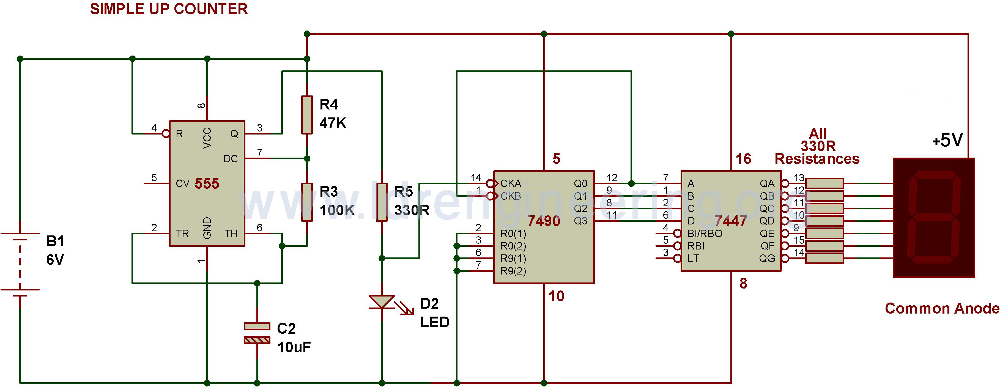 SIMPLE UP COUNTER
B1
6V
4
R
8
VCC
Q
3
7
DC
5
CV
555
2
TR
GND
1
TH
6
R4
47K
R3
100K
C2
10uF
R5
330R
D2
LED
5
14
CKA
1
CKB
Q0
12
Q1
9
Q2
8
Q3
11
7490
2
R0(1)
3
R0(2)
6
R9(1)
7
R9(2)
10
16
7
A
1
B
2
C
6
D
7447
4
BI/RBO
5
RBI
3
LT
QA
13
QB
12
QC
11
QD
10
QE
9
QF
15
QG
14
8
All
330R
Resistances
+5V
Common Anode
www.ldrengineering.org